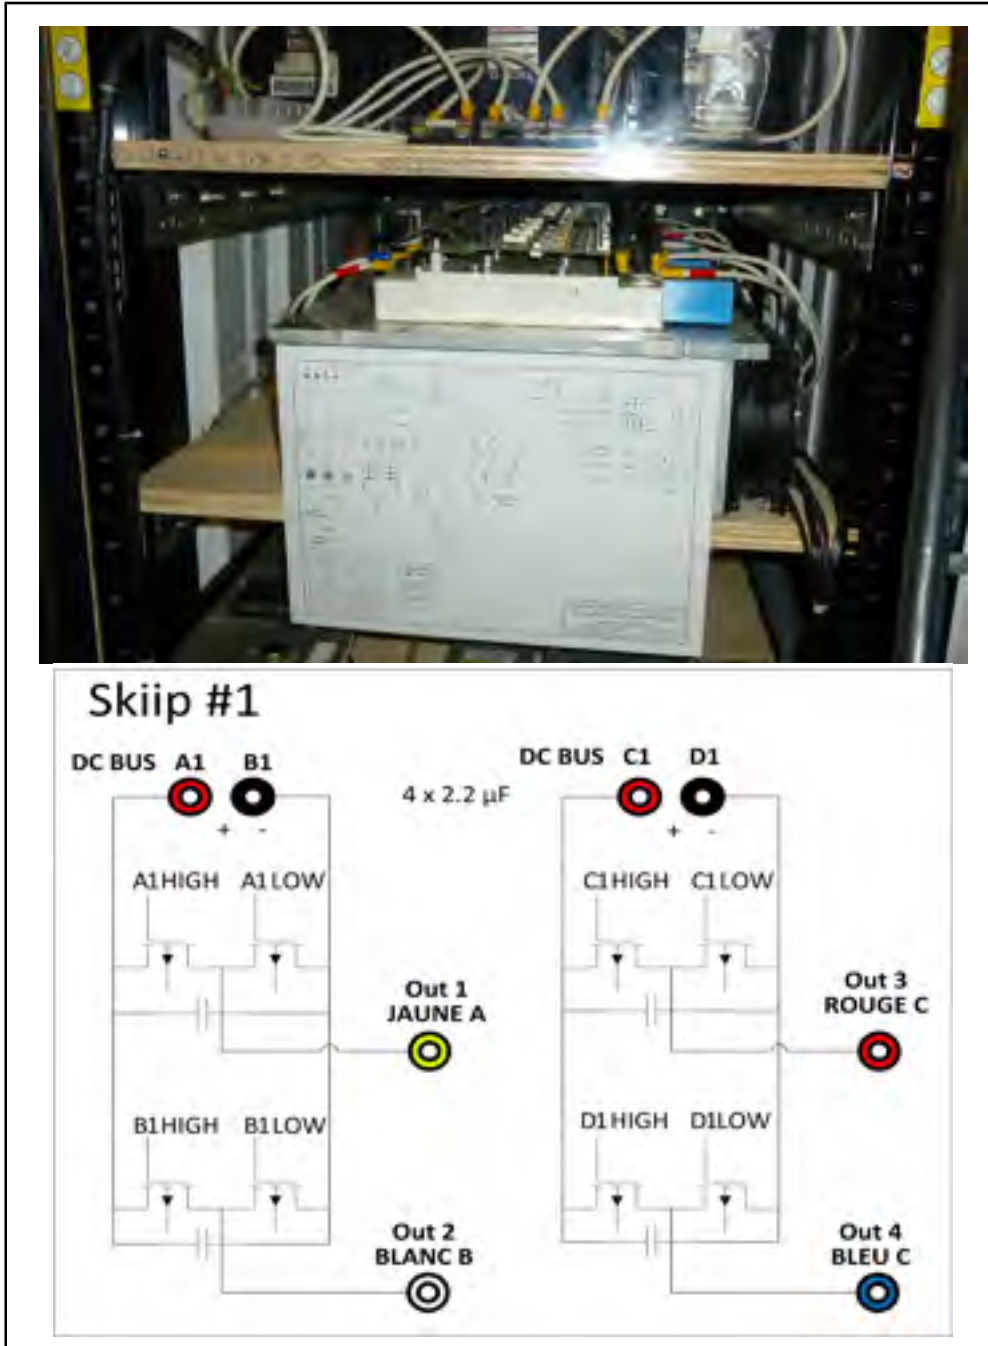 Skiip #1
DC BUS A1 B1
4 x 2.2 µF
+ -
A1HIGH A1LOW
Out 1
JAUNE A
B1HIGH B1LOW
Out 2
BLANC B
DC BUS C1 D1
+ -
C1HIGH C1LOW
Out 3
ROUGE C
D1HIGH D1LOW
Out 4
BLEU C